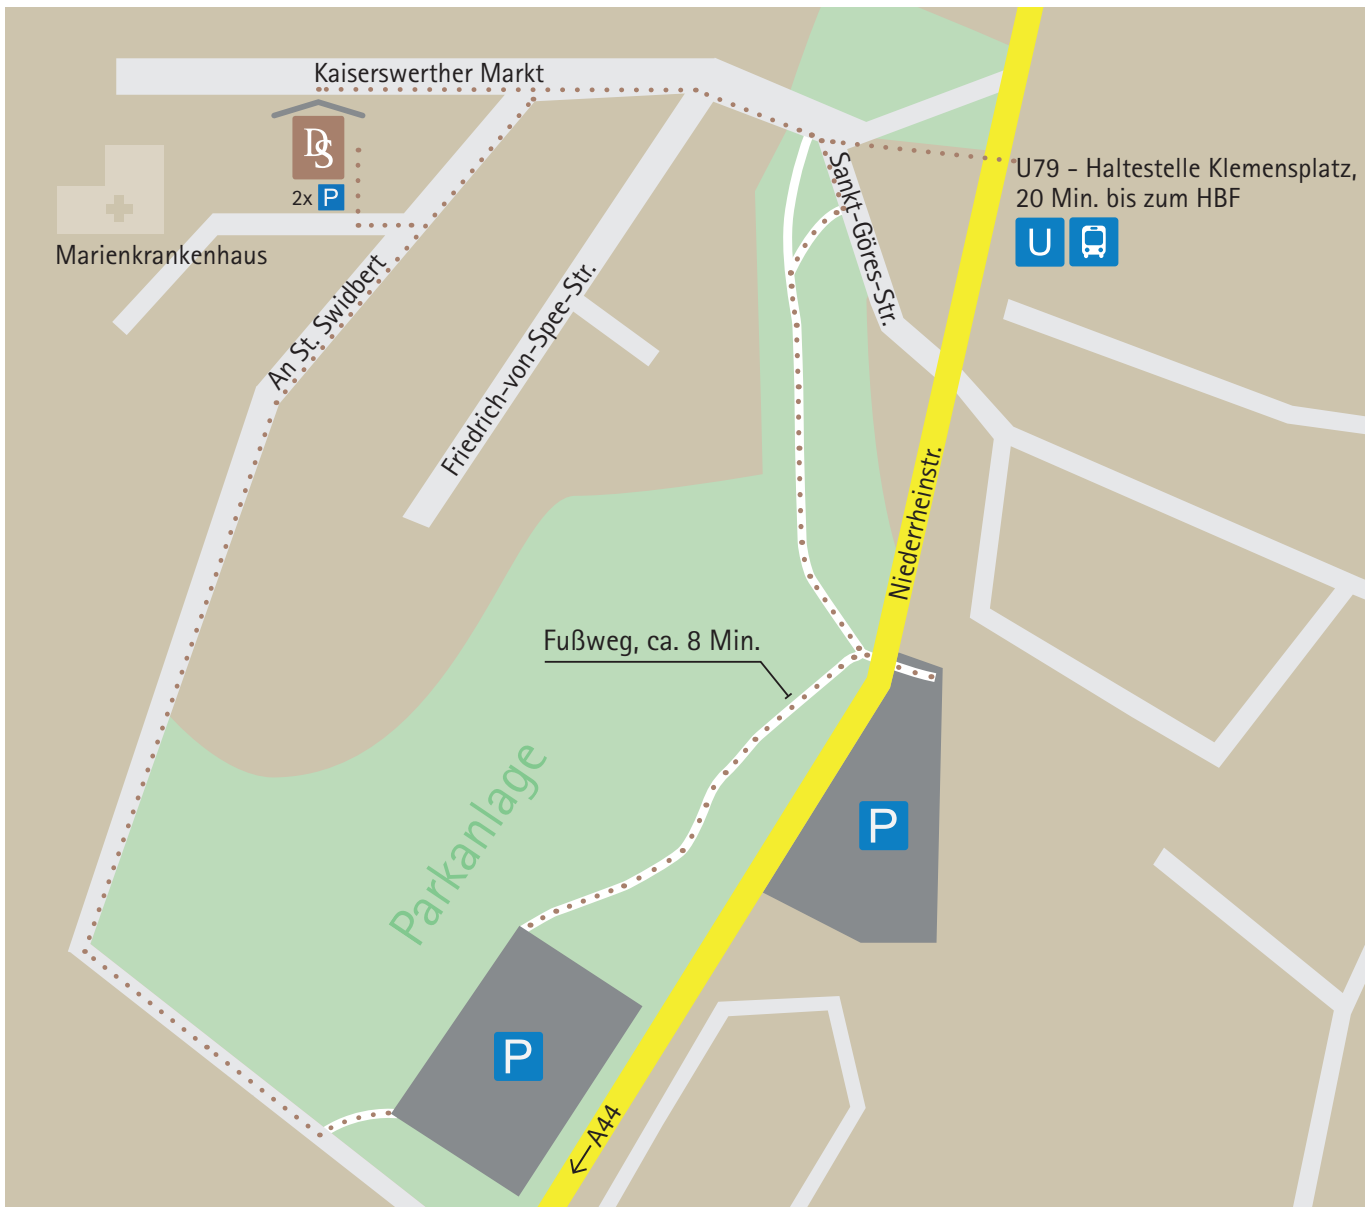 Kaiserswerther Markt
DS
2x P
Marienkrankenhaus
An St. Swidbert
Friedrich-von-Spee-Str.
Sankt-Göres-Str.
U79 - Haltestelle Klemensplatz,
20 Min. bis zum HBF
U
Niederrheinstr.
Fußweg, ca. 8 Min.
Parkanlage
P
P
A44